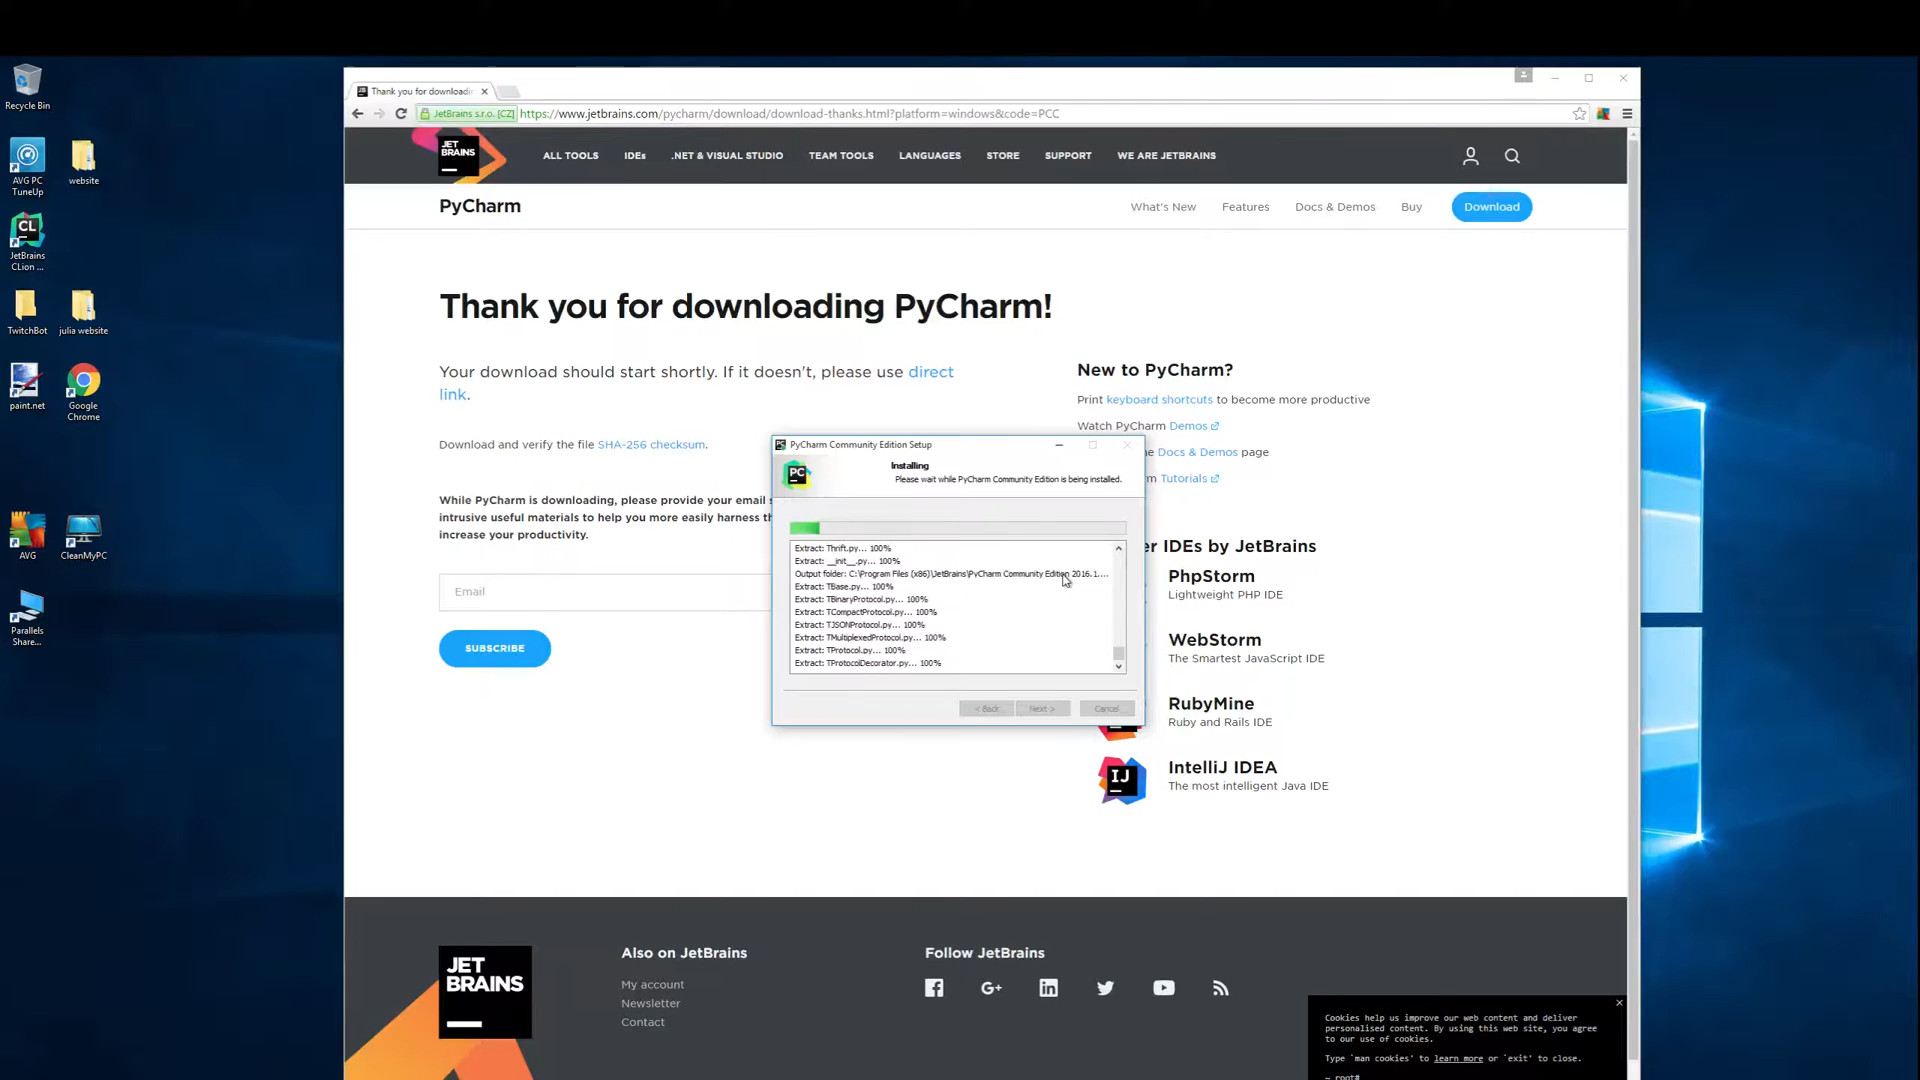 Recycle Bin
AVG PC
TuneUp
website
CL
JetBrains
CLion ...
TwitchBot
julia website
paint.net
Google
Chrome
AVG
CleanMyPC
Parallels
Share...
Thank you for downloadin
JetBrains s.r.o. [CZ]
https://www.jetbrains.com/pycharm/download/download-thanks.html?platform=windows&code=PCC
JET
BRAINS
ALL TOOLS
IDEs
.NET & VISUAL STUDIO
TEAM TOOLS
LANGUAGES
STORE
SUPPORT
WE ARE JETBRAINS
PyCharm
What's New
Features
Docs & Demos
Buy
Download
Thank you for downloading PyCharm!
Your download should start shortly. If it doesn't, please use direct
link.
Download and verify the file SHA-256 checksum.
While PyCharm is downloading, please provide your email
intrusive useful materials to help you more easily harness
increase your productivity.
Email
SUBSCRIBE
New to PyCharm?
Print keyboard shortcuts to become more productive
Watch PyCharm Demos
Docs & Demos page
Tutorials
IDEs by JetBrains
PhpStorm
Lightweight PHP IDE
WebStorm
The Smartest JavaScript IDE
RubyMine
Ruby and Rails IDE
IJ
IntelliJ IDEA
The most intelligent Java IDE
PyCharm Community Edition Setup
PC
Installing
Please wait while PyCharm Community Edition is being installed.
Extract: Thrift.py... 100%
Extract: __init__.py... 100%
Output folder: C:\Program Files (x86)\JetBrains\PyCharm Community Edition 2016.1....
Extract: TBase.py... 100%
Extract: TBinaryProtocol.py... 100%
Extract: TCompactProtocol.py... 100%
Extract: TJSONProtocol.py... 100%
Extract: TMultiplexedProtocol.py... 100%
Extract: TProtocol.py... 100%
Extract: TProtocolDecorator.py... 100%
< Back
Next >
Cancel
JET
BRAINS
Also on JetBrains
My account
Newsletter
Contact
Follow JetBrains
G+
Cookies help us improve our web content and deliver
personalised content. By using this web site, you agree
to our use of cookies.
Type `man cookies' to learn more or `exit' to close.
~ root#